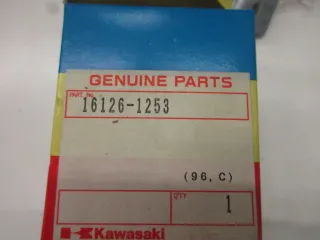 GENUINE PARTS
PART No.
16126-1253
(96,C)
QTY
1
Kawasaki